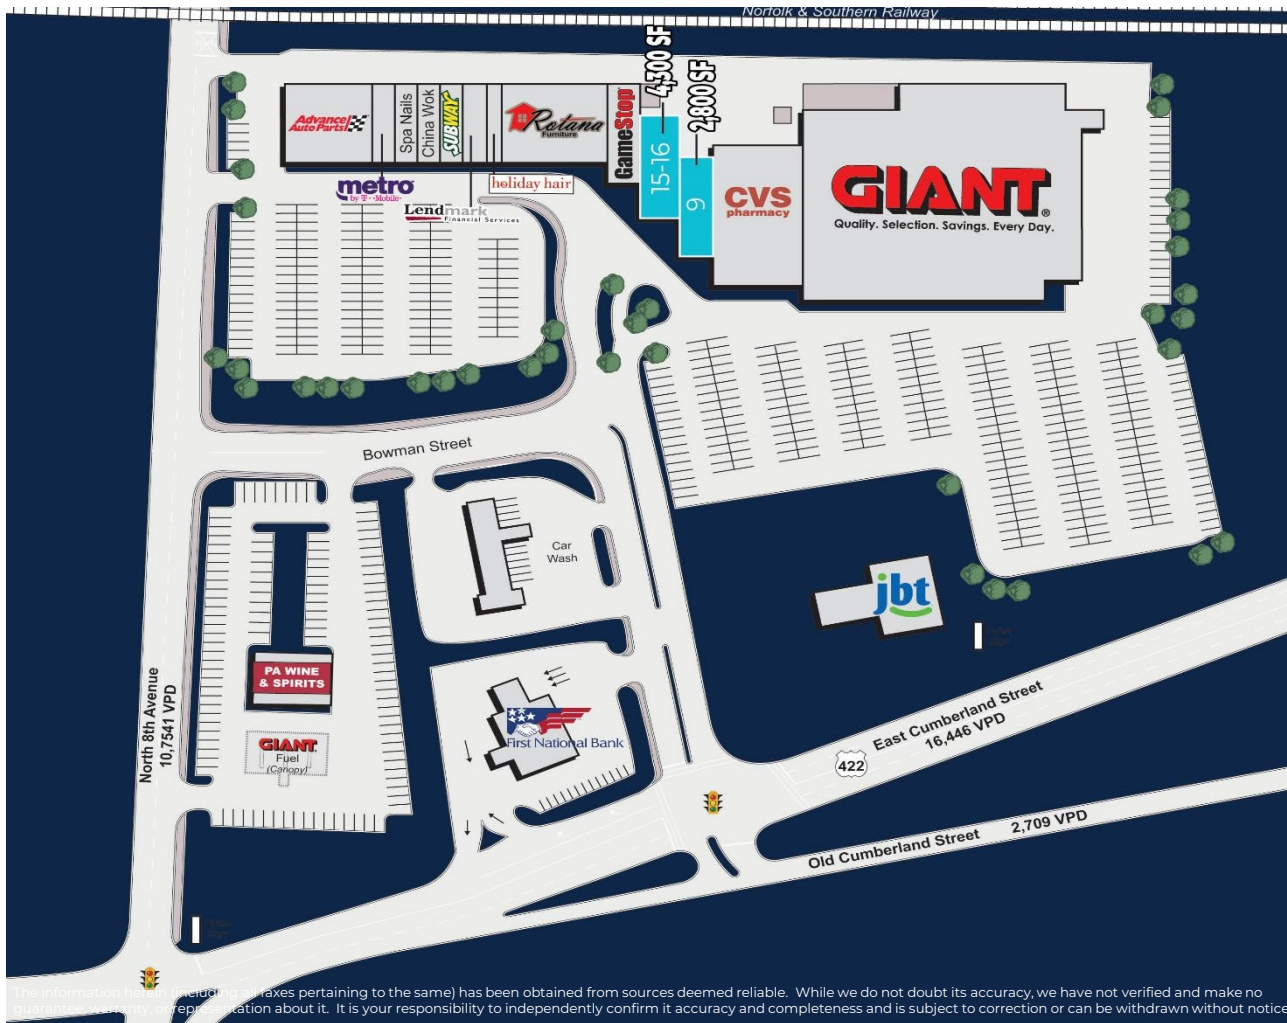 Norfolk & Southern Railway
4,300 SF
2,800 SF
Advance
Auto Parts
Spa Nails
China Wok
SUBWAY
Rotana
Furniture
GameStop
15-16
9
CVS
pharmacy
GIANT
Quality. Selection. Savings. Every Day.
metro
by T-Mobile
Lendmark
Financial Services
holiday hair
Bowman Street
Car
Wash
jbt
PA WINE
& SPIRITS
GIANT
Fuel
(Canopy)
First National Bank
North 8th Avenue
10,7541 VPD
East Cumberland Street
16,446 VPD
422
Old Cumberland Street 2,709 VPD
The information herein (including all faxes pertaining to the same) has been obtained from sources deemed reliable. While we do not doubt its accuracy, we have not verified and make no
guarantee, warranty, or representation about it. It is your responsibility to independently confirm it accuracy and completeness and is subject to correction or can be withdrawn without notice